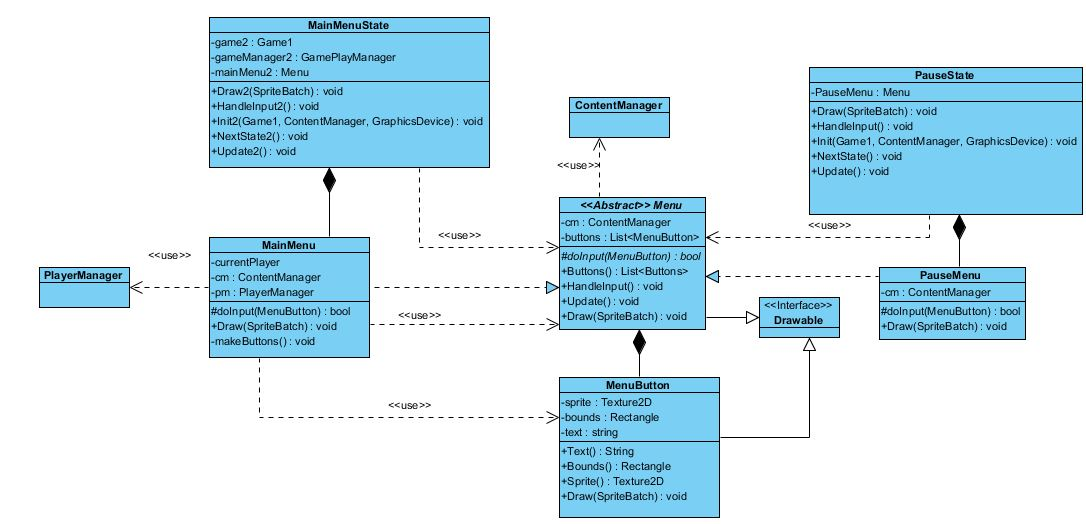 MainMenuState
-game2 : Game1
-gameManager2 : GamePlayManager
-mainMenu2 : Menu
+Draw2(SpriteBatch) : void
+HandleInput2() : void
+Init2(Game1, ContentManager, GraphicsDevice) : void
+NextState2() : void
+Update2() : void
ContentManager
PauseState
-PauseMenu : Menu
+Draw(SpriteBatch) : void
+HandleInput() : void
+Init(Game1, ContentManager, GraphicsDevice) : void
+NextState() : void
+Update() : void
<<use>>
<<use>>
<<use>>
<<use>>
<<Abstract>> Menu
-cm : ContentManager
-buttons : List<MenuButton>
#doInput(MenuButton) : bool
+Buttons() : List<Buttons>
+HandleInput() : void
+Update() : void
+Draw(SpriteBatch) : void
PlayerManager
MainMenu
-currentPlayer
-cm : ContentManager
-pm : PlayerManager
#doInput(MenuButton) : bool
+Draw(SpriteBatch) : void
-makeButtons() : void
<<use>>
<<Interface>>
Drawable
PauseMenu
-cm : ContentManager
#doInput(MenuButton) : bool
+Draw(SpriteBatch) : void
<<use>>
MenuButton
-sprite : Texture2D
-bounds : Rectangle
-text : string
+Text() : String
+Bounds() : Rectangle
+Sprite() : Texture2D
+Draw(SpriteBatch) : void